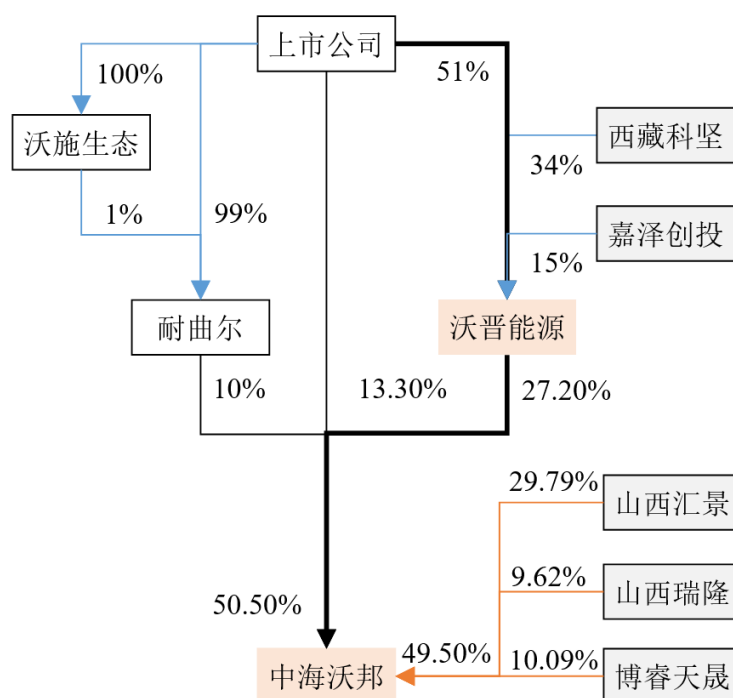 上市公司
100%
51%
沃施生态
西藏科坚
34%
1%
99%
嘉泽创投
15%
耐曲尔
沃晋能源
10%
13.30%
27.20%
29.79%
山西汇景
9.62%
山西瑞隆
50.50%
49.50%
10.09%
中海沃邦
博睿天晟